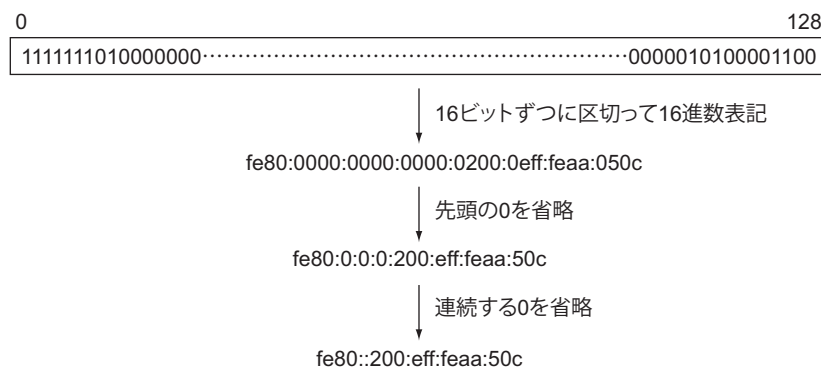 0 128
1111111010000000……………………………………………………0000010100001100
16ビットずつに区切って16進数表記
fe80:0000:0000:0000:0200:0eff:feaa:050c
先頭の0を省略
fe80:0:0:0:200:eff:feaa:50c
連続する0を省略
fe80::200:eff:feaa:50c